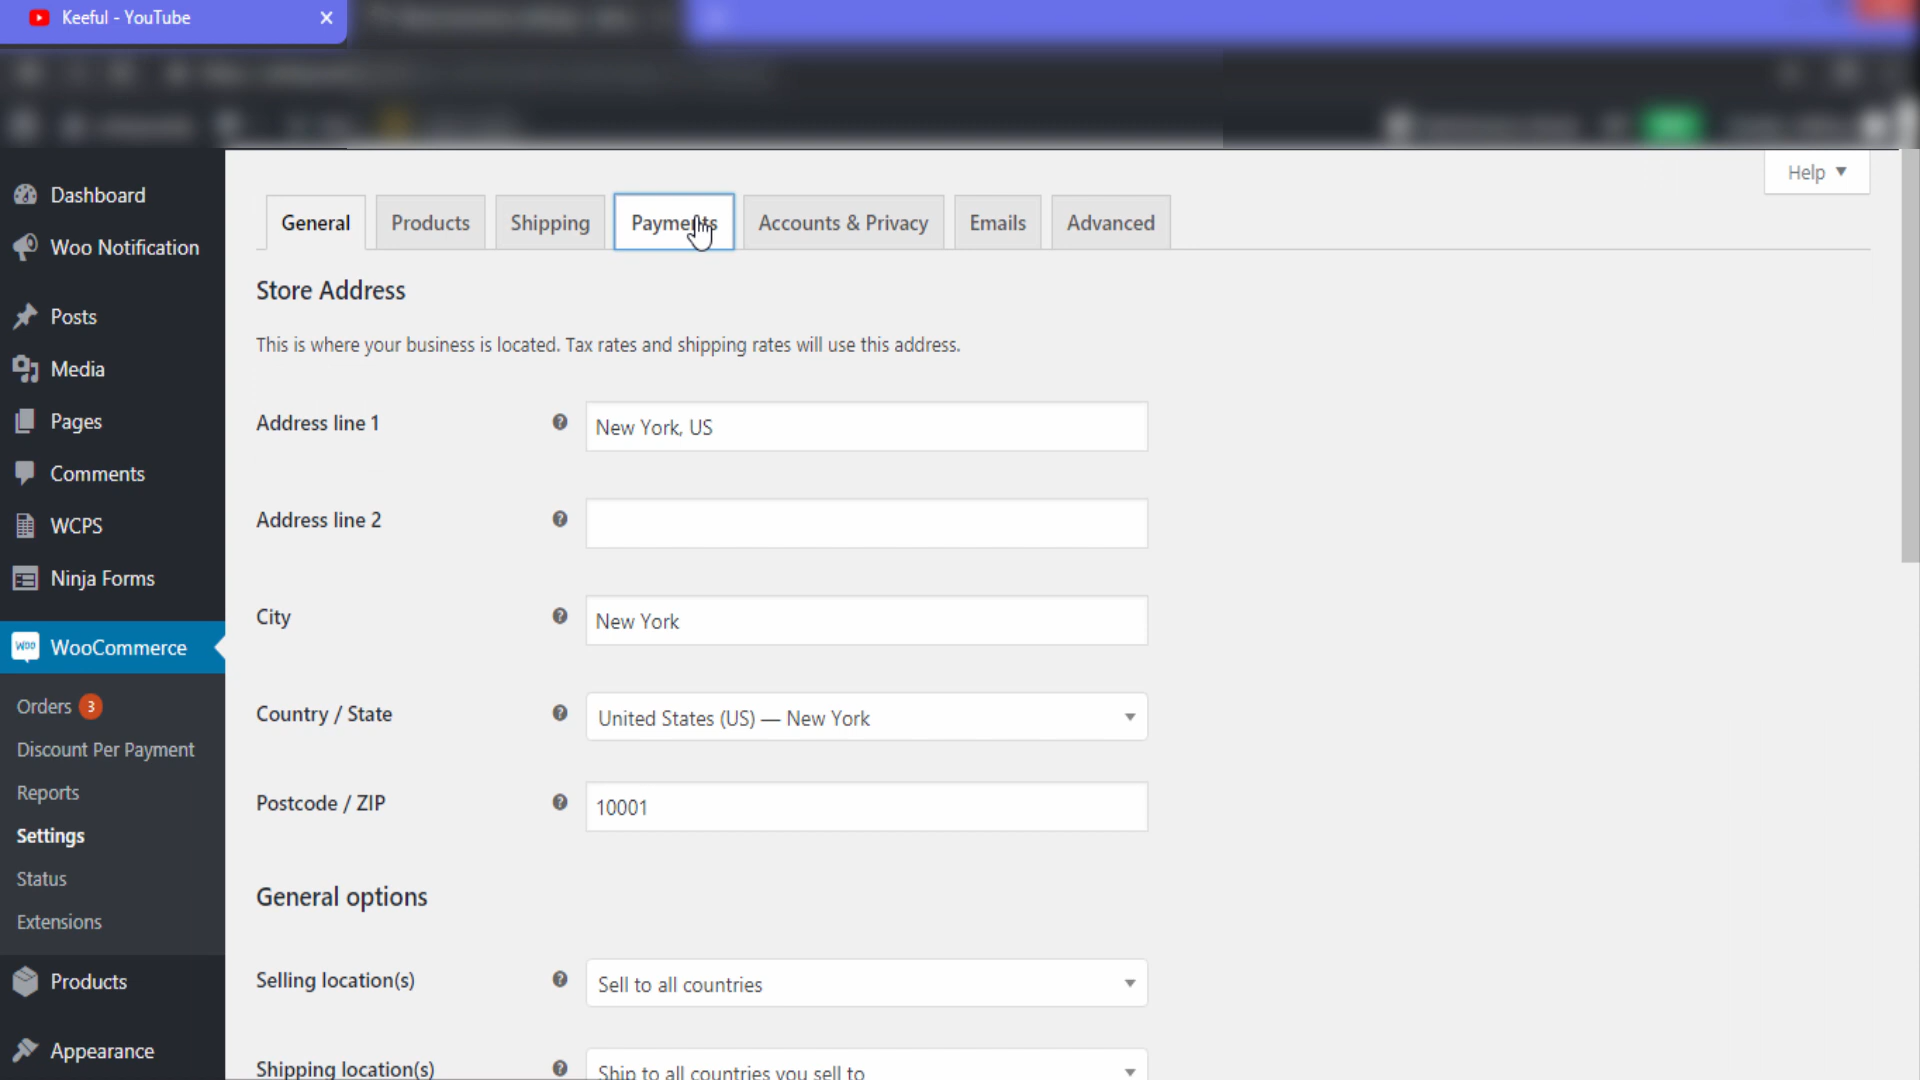 Keeful - YouTube
Help
Dashboard
Woo Notification
Posts
Media
Pages
Comments
WCPS
Ninja Forms
WOO WooCommerce
Orders 3
Discount Per Payment
Reports
Settings
Status
Extensions
Products
Appearance
General Products Shipping Payments Accounts & Privacy Emails Advanced
Store Address
This is where your business is located. Tax rates and shipping rates will use this address.
Address line 1 New York, US
Address line 2
City New York
Country / State United States (US) — New York
Postcode / ZIP 10001
General options
Selling location(s) Sell to all countries
Shipping location(s) Ship to all countries you sell to